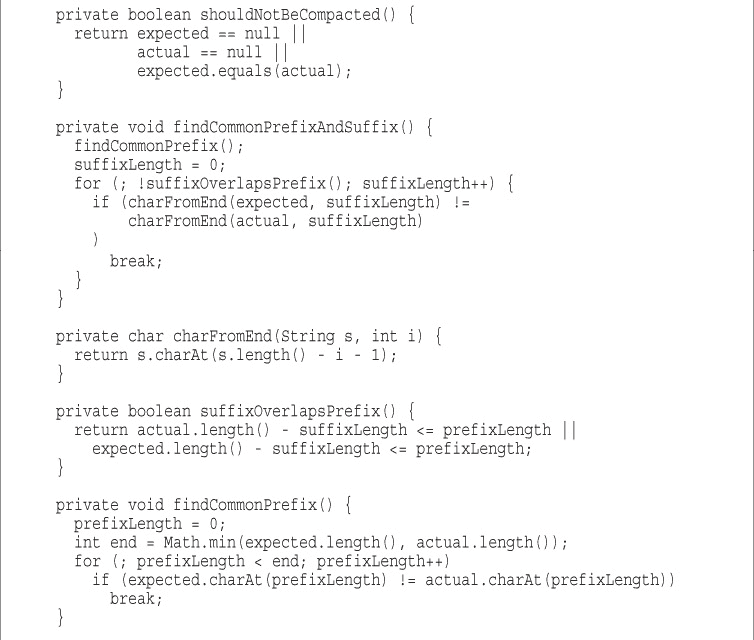 private boolean shouldNotBeCompacted() {
  return expected == null ||
         actual == null ||
         expected.equals(actual);
}

private void findCommonPrefixAndSuffix() {
  findCommonPrefix();
  suffixLength = 0;
  for (; !suffixOverlapsPrefix(); suffixLength++) {
    if (charFromEnd(expected, suffixLength) !=
        charFromEnd(actual, suffixLength)
    )
      break;
  }
}

private char charFromEnd(String s, int i) {
  return s.charAt(s.length() - i - 1);
}

private boolean suffixOverlapsPrefix() {
  return actual.length() - suffixLength <= prefixLength ||
    expected.length() - suffixLength <= prefixLength;
}

private void findCommonPrefix() {
  prefixLength = 0;
  int end = Math.min(expected.length(), actual.length());
  for (; prefixLength < end; prefixLength++)
    if (expected.charAt(prefixLength) != actual.charAt(prefixLength))
      break;
}